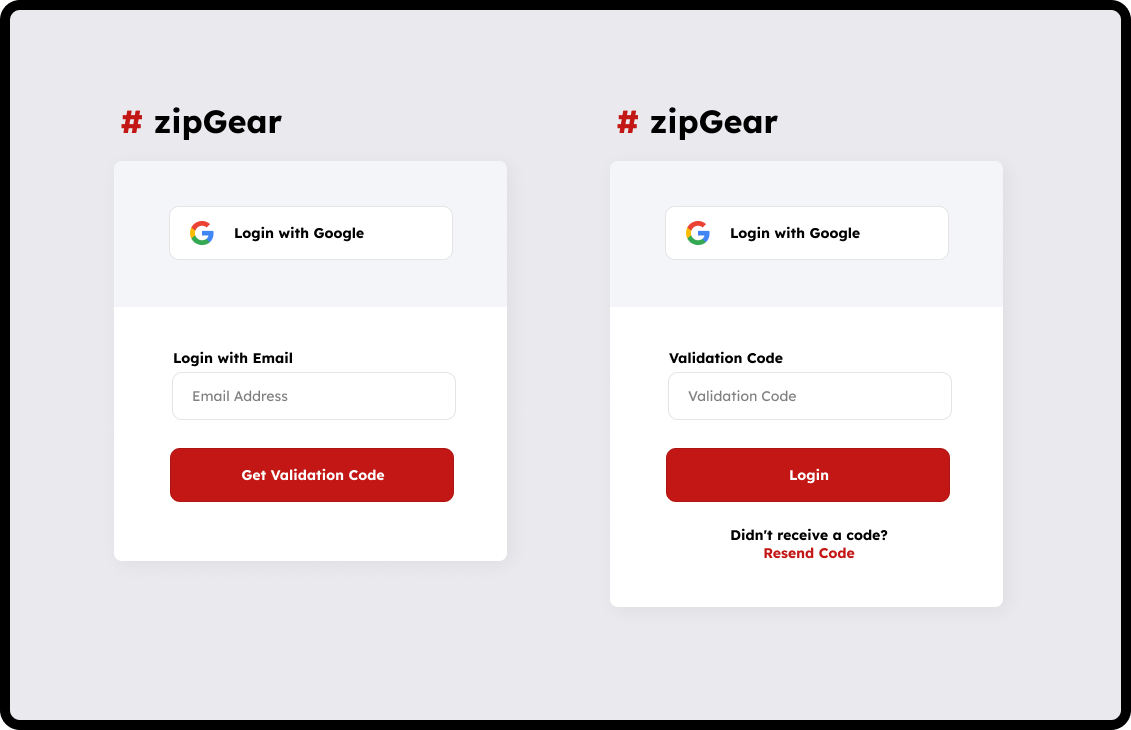 # zipGear
Login with Google
Login with Email
Email Address
Get Validation Code
# zipGear
Login with Google
Validation Code
Validation Code
Login
Didn't receive a code?
Resend Code